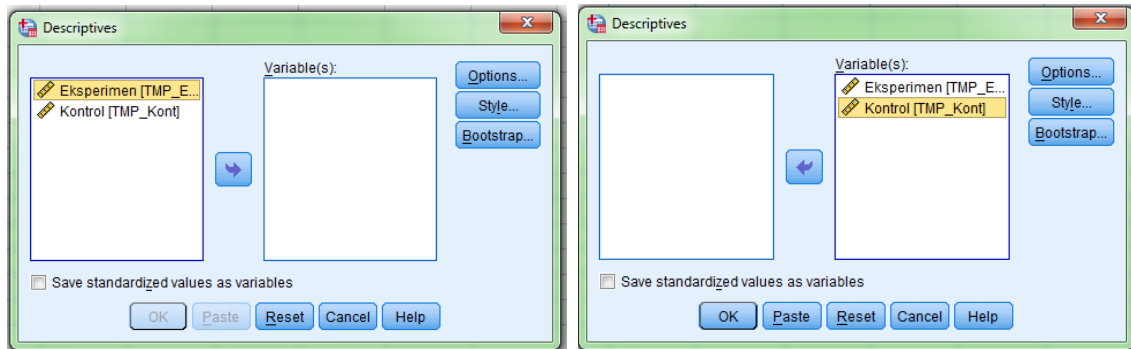 Descriptives
Variable(s):
Eksperimen [TMP_E...
Kontrol [TMP_Kont]
Options...
Style...
Bootstrap...
Save standardized values as variables
OK Paste Reset Cancel Help
Descriptives
Variable(s):
Eksperimen [TMP_E...
Kontrol [TMP_Kont]
Options...
Style...
Bootstrap...
Save standardized values as variables
OK Paste Reset Cancel Help